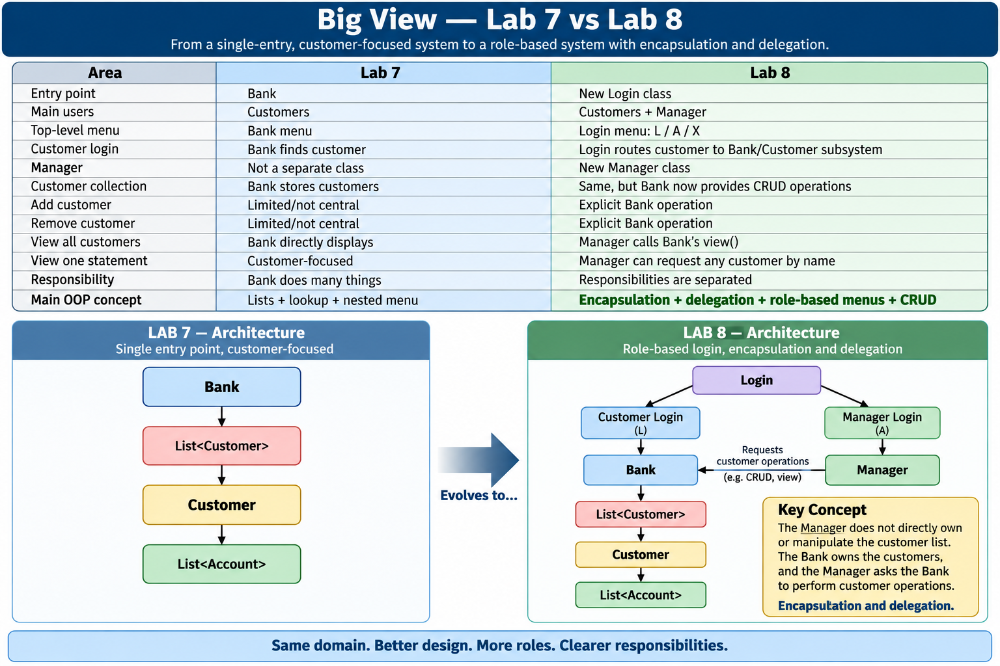 Big View — Lab 7 vs Lab 8
From a single-entry, customer-focused system to a role-based system with encapsulation and delegation.
Area Lab 7 Lab 8
Entry point Bank New Login class
Main users Customers Customers + Manager
Top-level menu Bank menu Login menu: L / A / X
Customer login Bank finds customer Login routes customer to Bank/Customer subsystem
Manager Not a separate class New Manager class
Customer collection Bank stores customers Same, but Bank now provides CRUD operations
Add customer Limited/not central Explicit Bank operation
Remove customer Limited/not central Explicit Bank operation
View all customers Bank directly displays Manager calls Bank’s view()
View one statement Customer-focused Manager can request any customer by name
Responsibility Bank does many things Responsibilities are separated
Main OOP concept Lists + lookup + nested menu Encapsulation + delegation + role-based menus + CRUD
LAB 7 — Architecture
Single entry point, customer-focused
Bank
List<Customer>
Customer
List<Account>
Evolves to...
LAB 8 — Architecture
Role-based login, encapsulation and delegation
Login
Customer Login
(L)
Manager Login
(A)
Bank
Requests
customer operations
(e.g. CRUD, view)
Manager
List<Customer>
Customer
List<Account>
Key Concept
The Manager does not directly own
or manipulate the customer list.
The Bank owns the customers,
and the Manager asks the Bank
to perform customer operations.
Encapsulation and delegation.
Same domain. Better design. More roles. Clearer responsibilities.